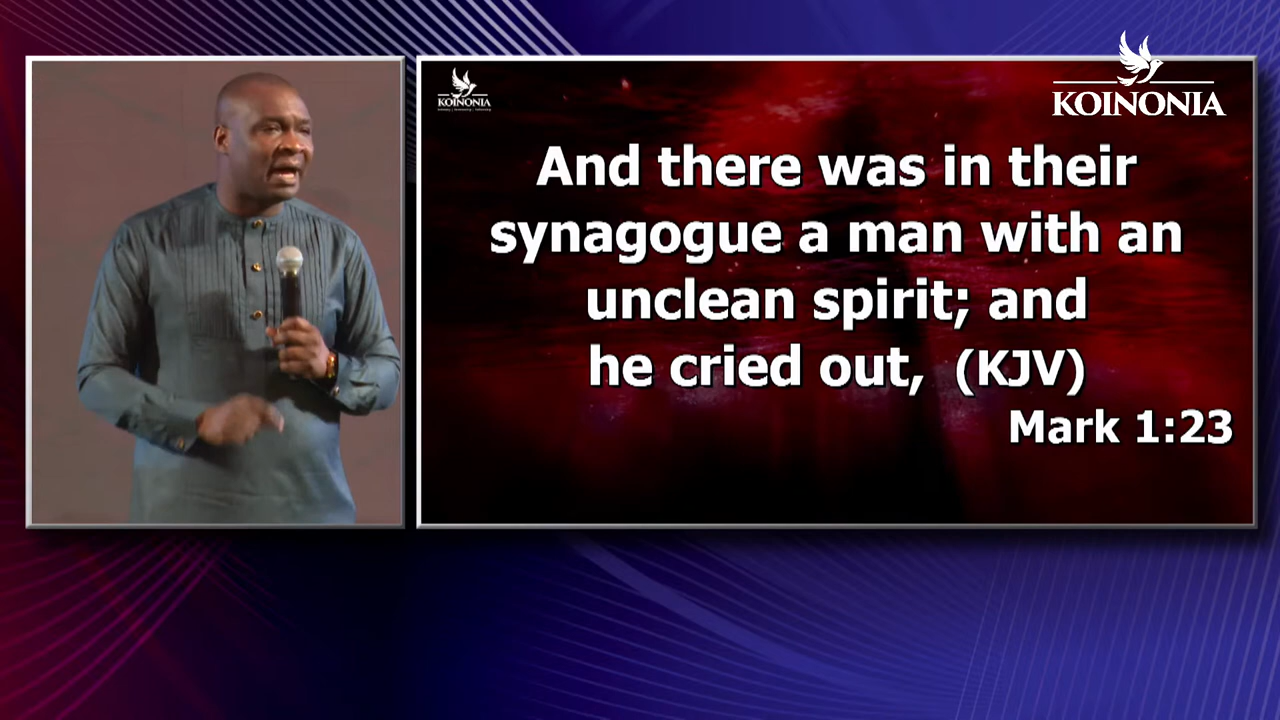 KOINONIA
KOINONIA
And there was in their
synagogue a man with an
unclean spirit; and
he cried out, (KJV)
Mark 1:23